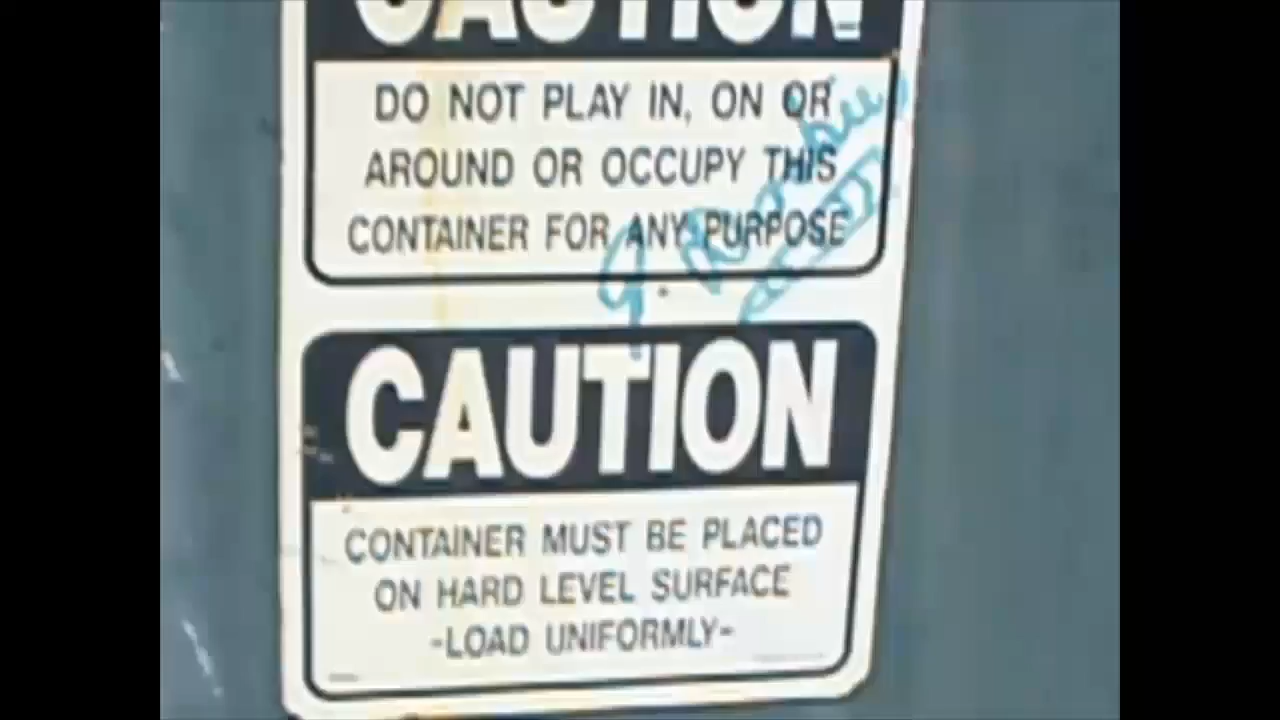 CAUTION
DO NOT PLAY IN, ON OR
AROUND OR OCCUPY THIS
CONTAINER FOR ANY PURPOSE
CAUTION
CONTAINER MUST BE PLACED
ON HARD LEVEL SURFACE
-LOAD UNIFORMLY-